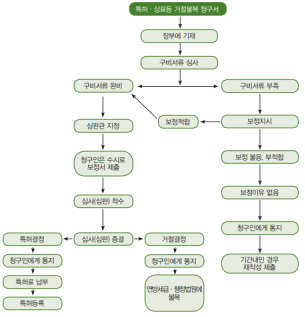 특허·상표등 거절불복 청구서
정부에 기재
구비서류 심사
구비서류 완비
구비서류 부족
심판관 지정
보정적합
보정지시
청구인은 수시로
보정서 제출
보정 불응, 부적합
심사(심판) 착수
보정이유 없음
청구인에게 통지
특허결정
심사(심판) 종결
거절결정
기간내인 경우
재작성 제출
청구인에게 통지
청구인에게 통지
특허료 납부
연방세금·행정법원에
불복
특허등록